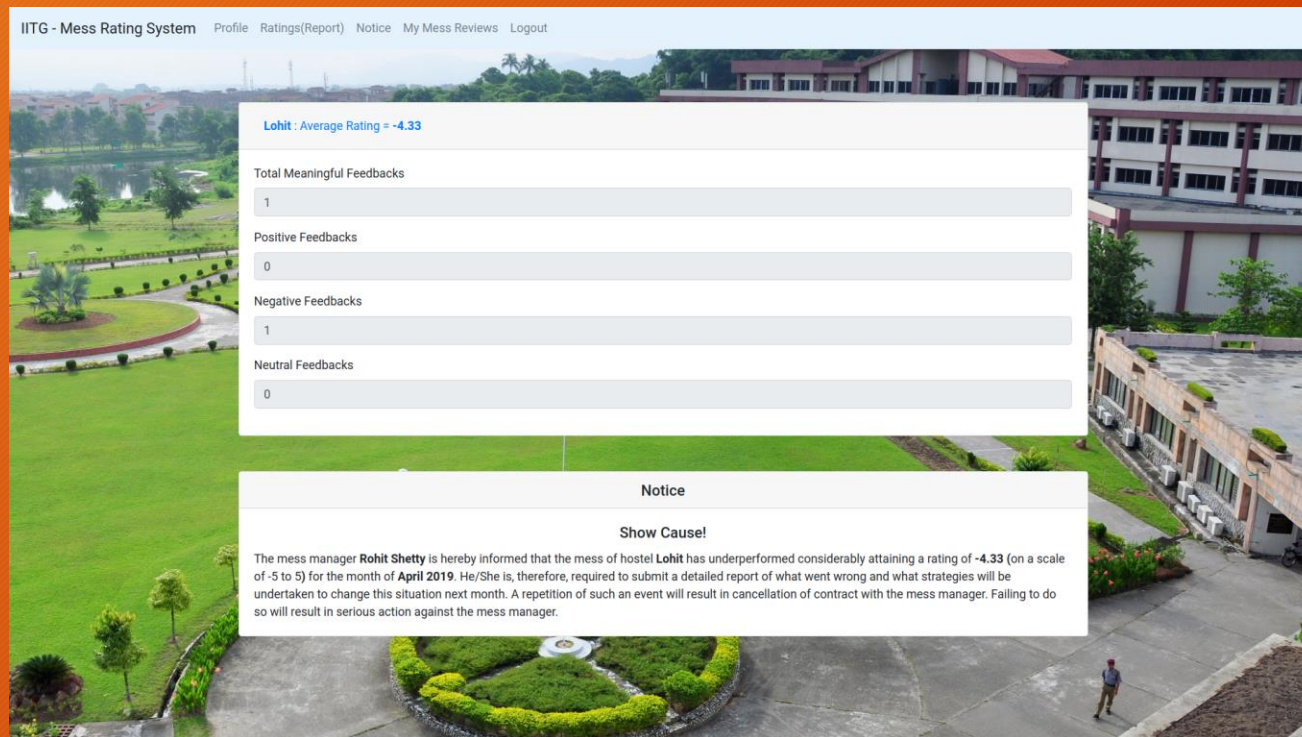 IITG - Mess Rating System Profile Ratings(Report) Notice My Mess Reviews Logout
Lohit : Average Rating = -4.33
Total Meaningful Feedbacks
1
Positive Feedbacks
0
Negative Feedbacks
1
Neutral Feedbacks
0
Notice
Show Cause!
The mess manager Rohit Shetty is hereby informed that the mess of hostel Lohit has underperformed considerably attaining a rating of -4.33 (on a scale
of -5 to 5) for the month of April 2019. He/She is, therefore, required to submit a detailed report of what went wrong and what strategies will be
undertaken to change this situation next month. A repetition of such an event will result in cancellation of contract with the mess manager. Failing to do
so will result in serious action against the mess manager.